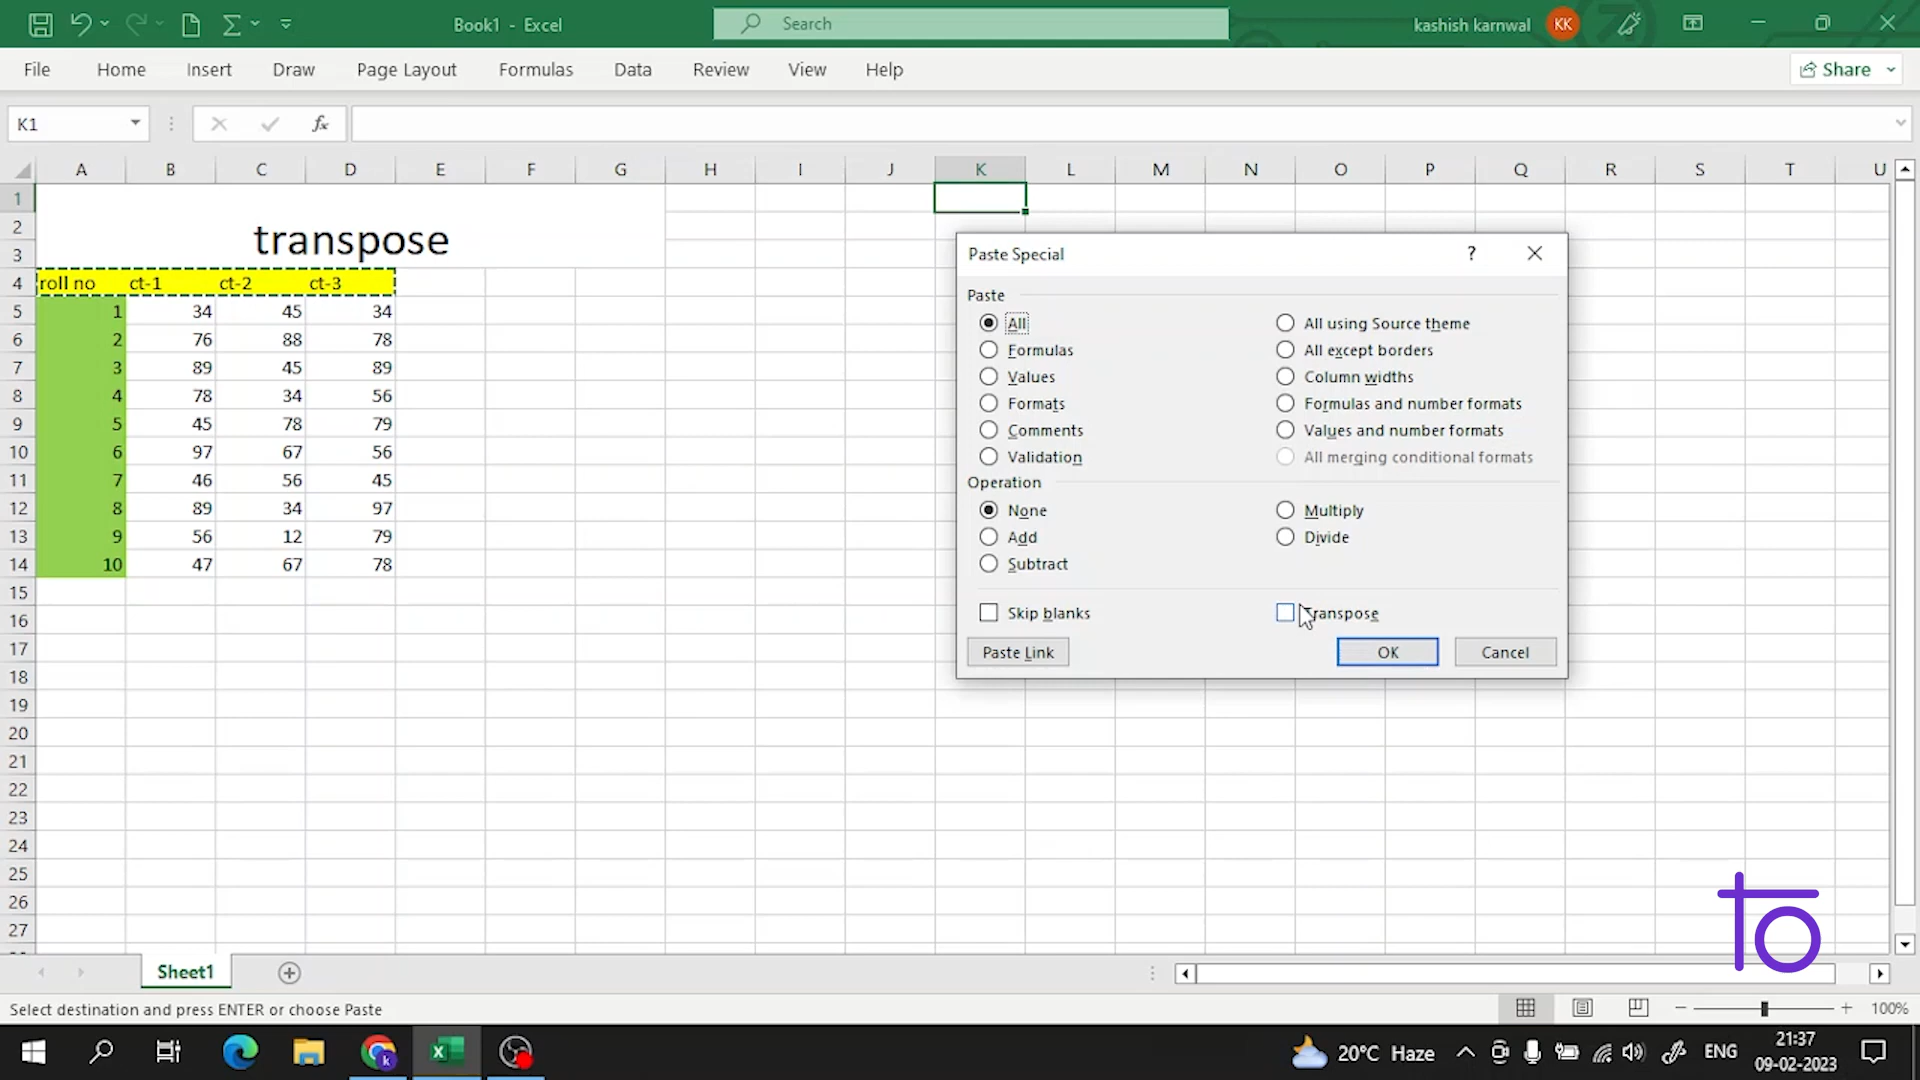 Book1 - Excel
Search
kashish karnwal
KK
File Home Insert Draw Page Layout Formulas Data Review View Help
Share
K1
fx
A B C D E F G H I J K L M N O P Q R S T U
1
2
3
transpose
4 roll no ct-1 ct-2 ct-3
5 1 34 45 34
6 2 76 88 78
7 3 89 45 89
8 4 78 34 56
9 5 45 78 79
10 6 97 67 56
11 7 46 56 45
12 8 89 34 97
13 9 56 12 79
14 10 47 67 78
15
16
17
18
19
20
21
22
23
24
25
26
27
Paste Special
?
Paste
All
All using Source theme
Formulas
All except borders
Values
Column widths
Formats
Formulas and number formats
Comments
Values and number formats
Validation
All merging conditional formats
Operation
None
Multiply
Add
Divide
Subtract
Skip blanks
Transpose
Paste Link
OK
Cancel
to
Sheet1
Select destination and press ENTER or choose Paste
100%
20°C Haze
ENG
21:37
09-02-2023